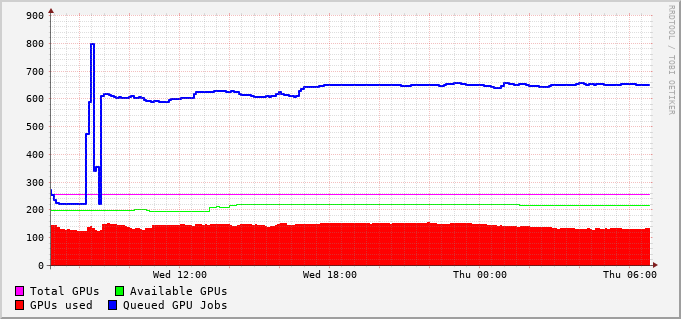 900
800
700
600
500
400
300
200
100
0
Wed 12:00 Wed 18:00 Thu 00:00 Thu 06:00
Total GPUs Available GPUs
GPUs used Queued GPU Jobs
RRDTOOL / TOBI OETIKER